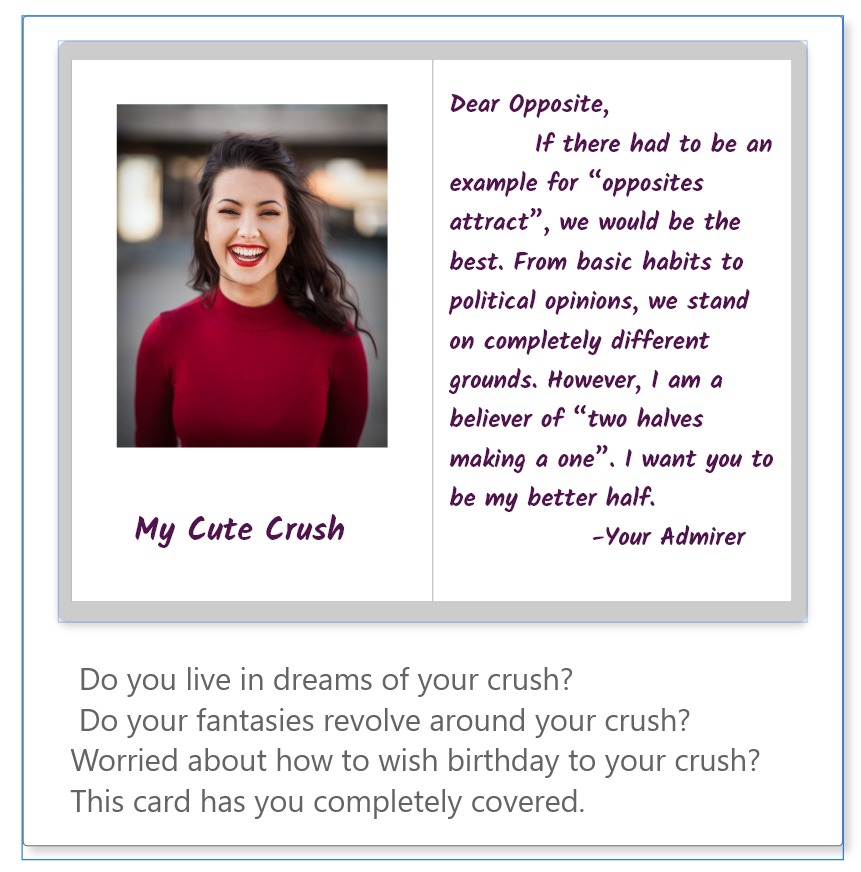 My Cute Crush
Dear Opposite,
If there had to be an
example for “opposites
attract”, we would be the
best. From basic habits to
political opinions, we stand
on completely different
grounds. However, I am a
believer of “two halves
making a one”. I want you to
be my better half.
-Your Admirer
Do you live in dreams of your crush?
Do your fantasies revolve around your crush?
Worried about how to wish birthday to your crush?
This card has you completely covered.